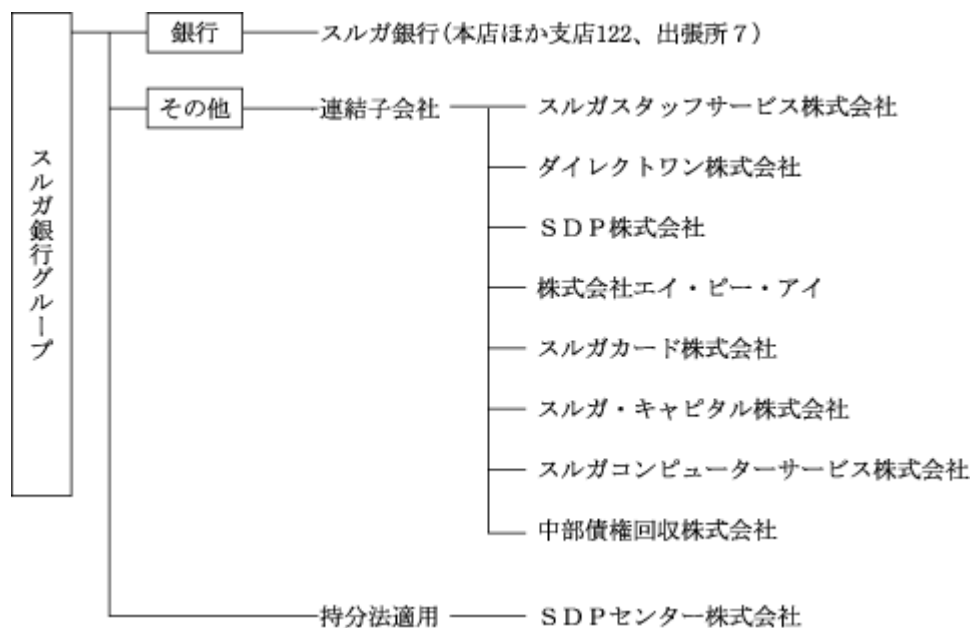 スルガ銀行グループ
銀行
スルガ銀行(本店ほか支店122、出張所7)
その他
連結子会社
スルガスタッフサービス株式会社
ダイレクトワン株式会社
SDP株式会社
株式会社エイ・ピー・アイ
スルガカード株式会社
スルガ・キャピタル株式会社
スルガコンピューターサービス株式会社
中部債権回収株式会社
持分法適用
SDPセンター株式会社